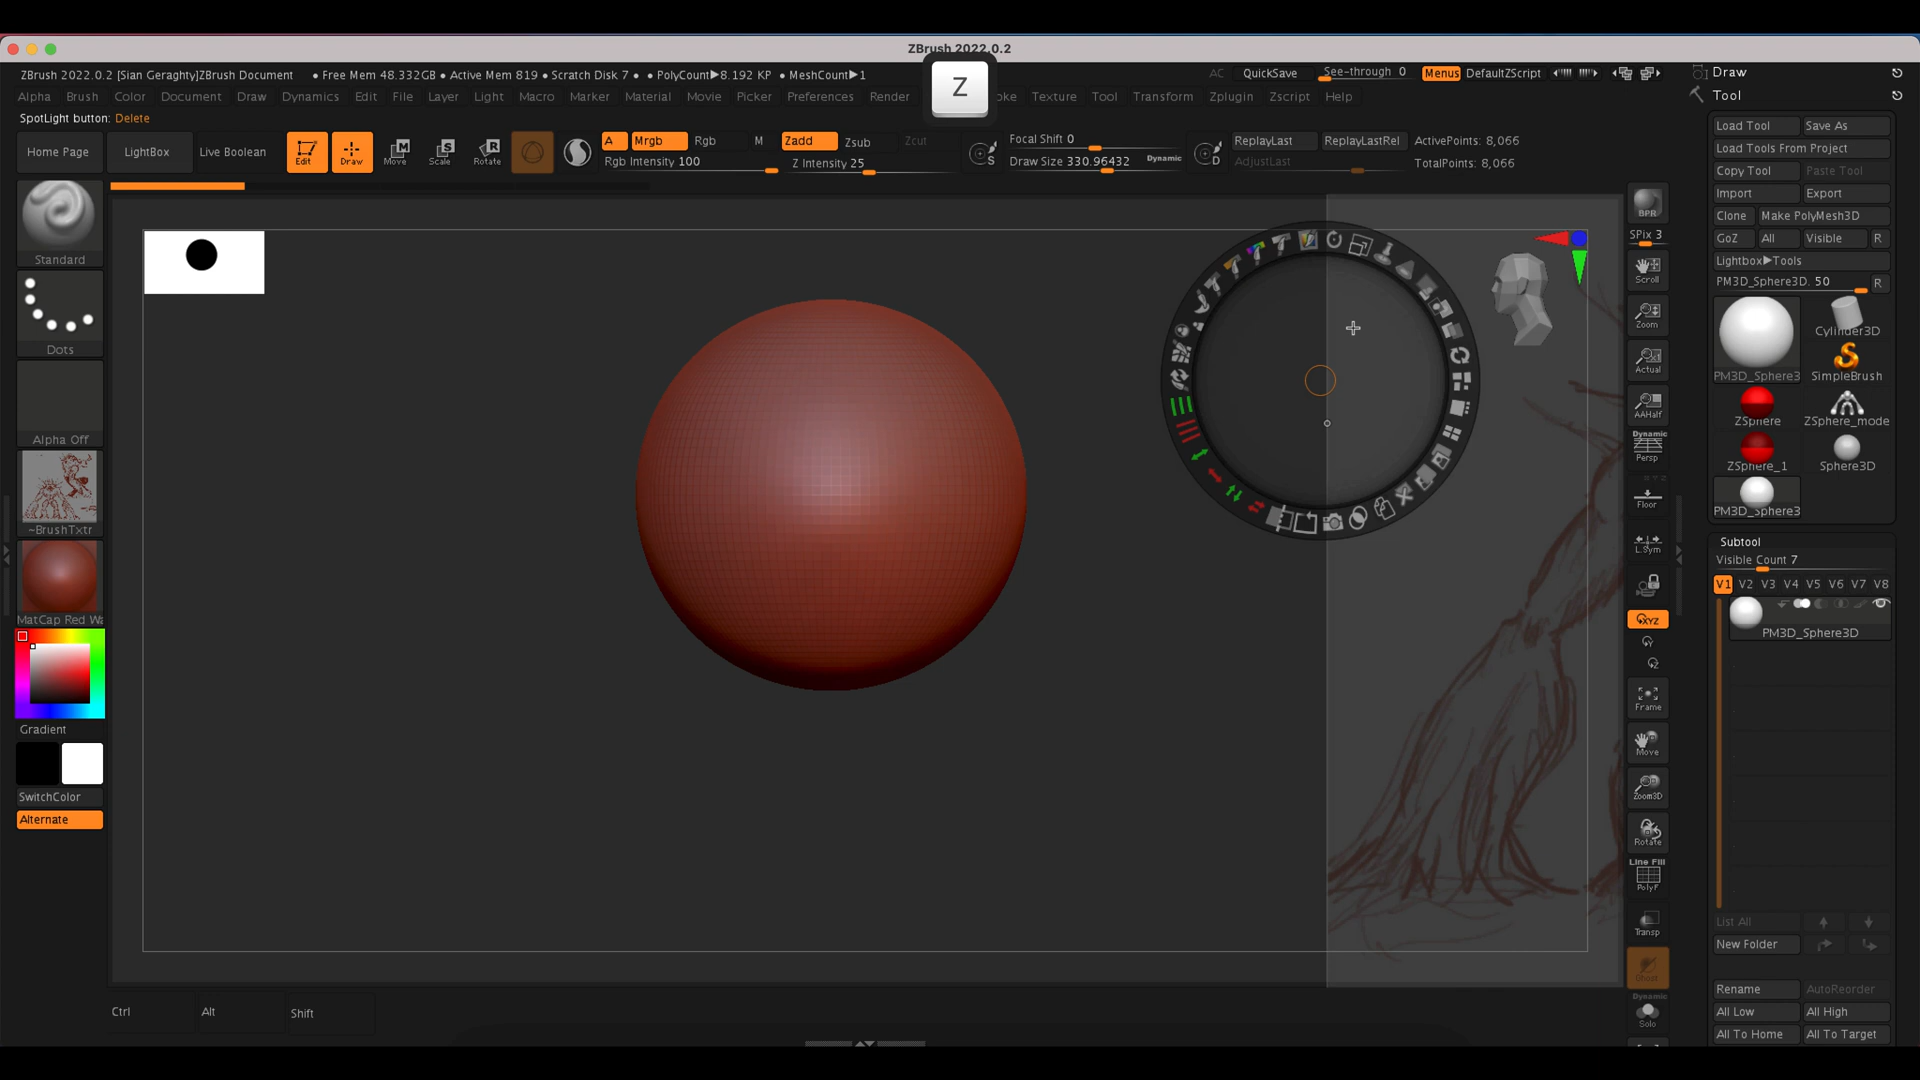 ZBrush 2022.0.2
ZBrush 2022.0.2 [Sian Geraghty]ZBrush Document • Free Mem 48.332GB • Active Mem 819 • Scratch Disk 7 • • PolyCount▶8.192 KP • MeshCount▶1
AC QuickSave See-through 0 Menus DefaultZScript
Z
Alpha Brush Color Document Draw Dynamics Edit File Layer Light Macro Marker Material Movie Picker Preferences Render oke Texture Tool Transform Zplugin Zscript Help
SpotLight button: Delete
Home Page LightBox Live Boolean Edit Draw Move Scale Rotate
A Mrgb Rgb M Zadd Zsub Zcut
Rgb Intensity 100 Z Intensity 25
Focal Shift 0
Draw Size 330.96432 Dynamic
ReplayLast ReplayLastRel ActivePoints: 8,066
AdjustLast TotalPoints: 8,066
Standard
Dots
Alpha Off
~BrushTxtr
MatCap Red Wa
Gradient
SwitchColor
Alternate
Ctrl Alt Shift
BPR
SPix 3
Scroll
Zoom
Actual
AAHalf
Dynamic
Persp
Floor
L.Sym
XYZ
Frame
Move
Zoom3D
Rotate
Line Fill
PolyF
Transp
Ghost
Dynamic
Solo
Draw
Tool
Load Tool Save As
Load Tools From Project
Copy Tool Paste Tool
Import Export
Clone Make PolyMesh3D
GoZ All Visible R
Lightbox▶Tools
PM3D_Sphere3D. 50 R
PM3D_Sphere3 Cylinder3D
SimpleBrush
ZSphere ZSphere_mode
ZSphere_1 Sphere3D
PM3D_Sphere3
Subtool
Visible Count 7
V1 V2 V3 V4 V5 V6 V7 V8
PM3D_Sphere3D
List All
New Folder
Rename AutoReorder
All Low All High
All To Home All To Target